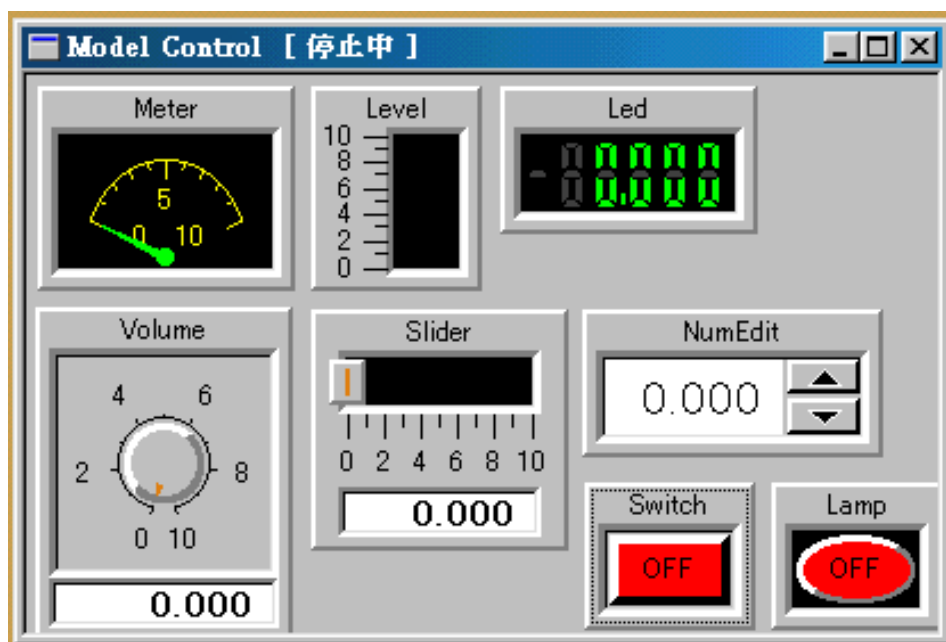 Model Control [ 停止中 ]
Meter
5
0 10
Level
10
8
6
4
2
0
Led
-0.000
Volume
4 6
2 8
0 10
0.000
Slider
0 2 4 6 8 10
0.000
NumEdit
0.000
Switch
OFF
Lamp
OFF